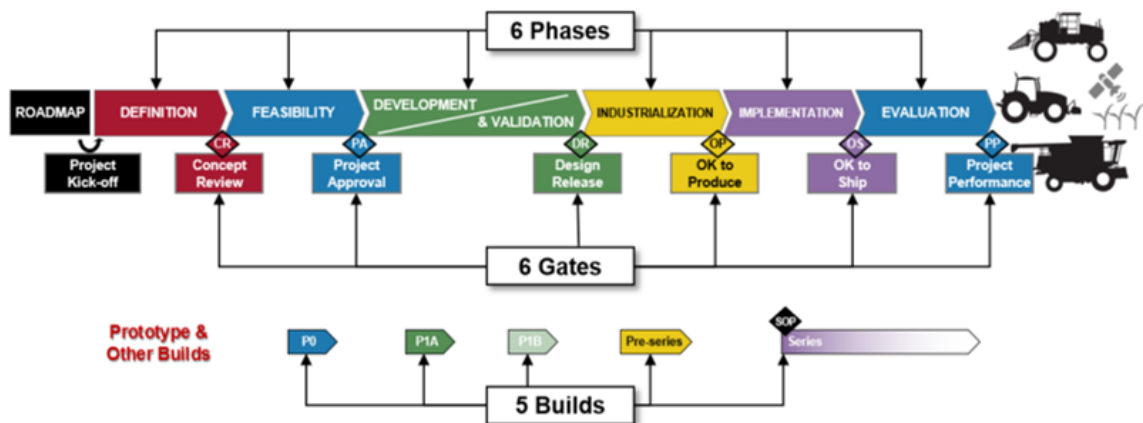 6 Phases
ROADMAP
DEFINITION
FEASIBILITY
DEVELOPMENT
& VALIDATION
INDUSTRIALIZATION
IMPLEMENTATION
EVALUATION
CR
PA
DR
OP
OS
PP
Project
Kick-off
Concept
Review
Project
Approval
Design
Release
OK to
Produce
OK to
Ship
Project
Performance
6 Gates
Prototype &
Other Builds
P0
P1A
P1B
Pre-series
SOP
Series
5 Builds